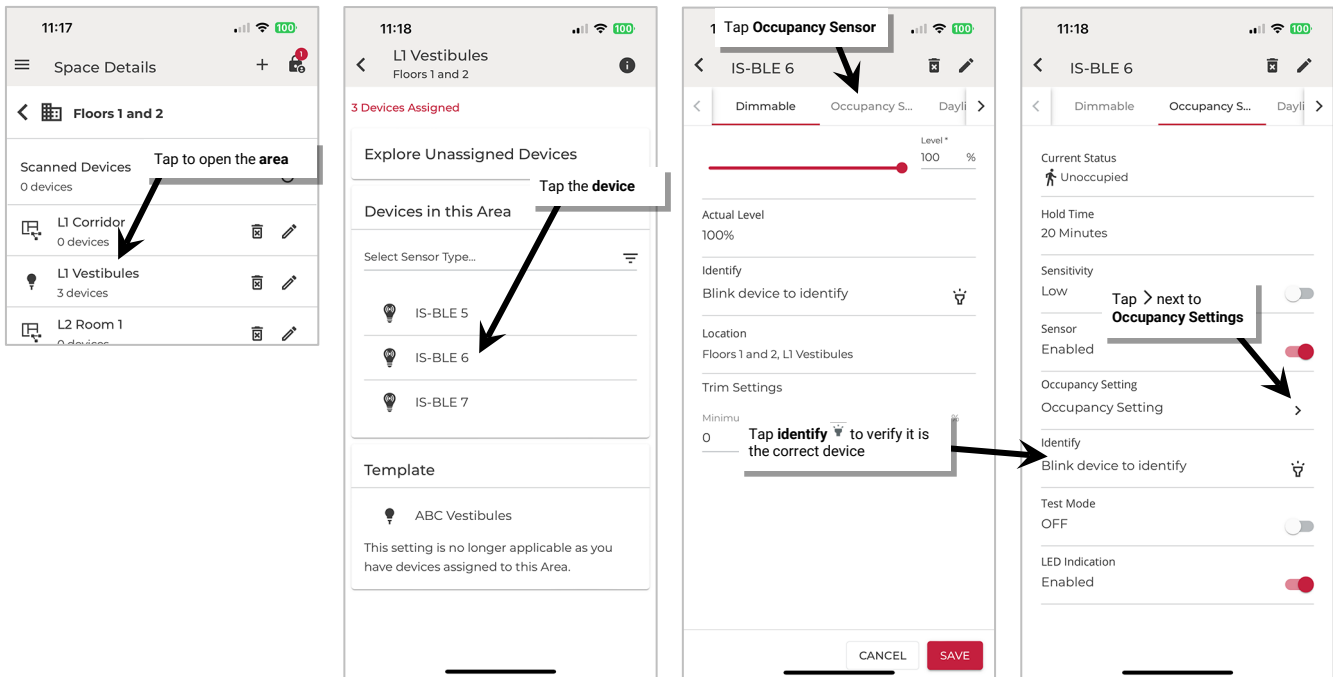 11:17
100
1
Space Details
Floors 1 and 2
Scanned Devices
0 devices
Tap to open the area
L1 Corridor
0 devices
L1 Vestibules
3 devices
L2 Room 1
0 devices
11:18
100
L1 Vestibules
Floors 1 and 2
3 Devices Assigned
Explore Unassigned Devices
Tap the device
Devices in this Area
Select Sensor Type...
IS-BLE 5
IS-BLE 6
IS-BLE 7
Template
ABC Vestibules
This setting is no longer applicable as you
have devices assigned to this Area.
1
Tap Occupancy Sensor
100
IS-BLE 6
Dimmable Occupancy S... Dayli
Level *
100 %
Actual Level
100%
Identify
Blink device to identify
Location
Floors 1 and 2, L1 Vestibules
Trim Settings
Minimu %
0
Tap identify to verify it is
the correct device
CANCEL SAVE
11:18
100
IS-BLE 6
Dimmable Occupancy S... Dayli
Current Status
Unoccupied
Hold Time
20 Minutes
Sensitivity
Low
Tap > next to
Occupancy Settings
Sensor
Enabled
Occupancy Setting
Occupancy Setting
Identify
Blink device to identify
Test Mode
OFF
LED Indication
Enabled